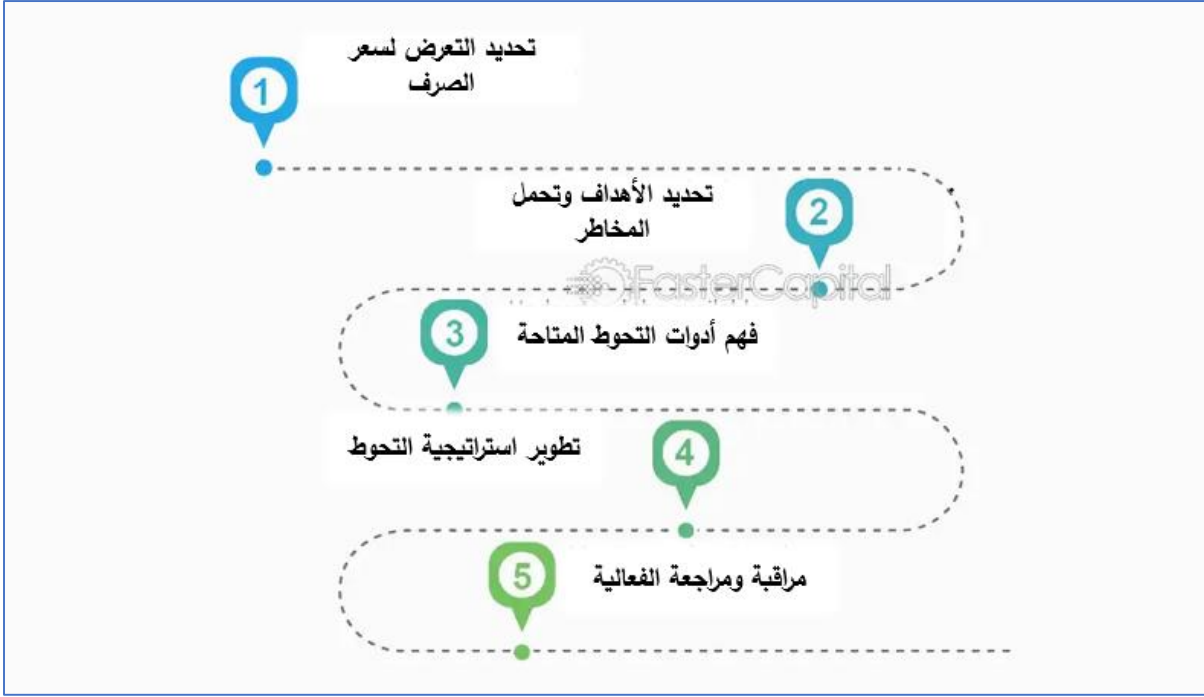 1
تحديد التعرض لسعر
الصرف
2
تحديد الأهداف وتحمل
المخاطر
FasterCapital
3
فهم أدوات التحوط المتاحة
4
تطوير استراتيجية التحوط
5
مراقبة ومراجعة الفعالية